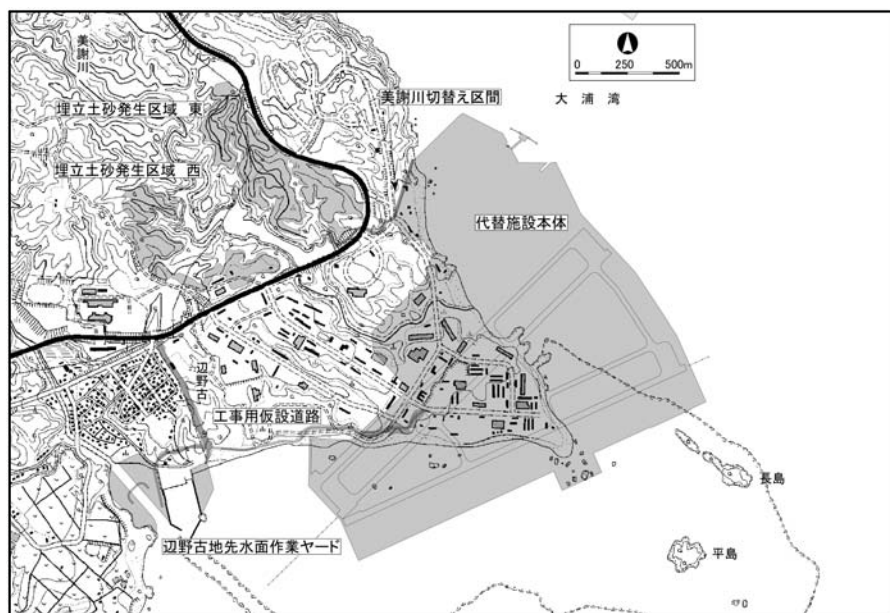 美謝川
0 250 500m
美謝川切替え区間
大浦湾
埋立土砂発生区域 東
埋立土砂発生区域 西
代替施設本体
辺野古
工事用仮設道路
長島
辺野古地先水面作業ヤード
平島